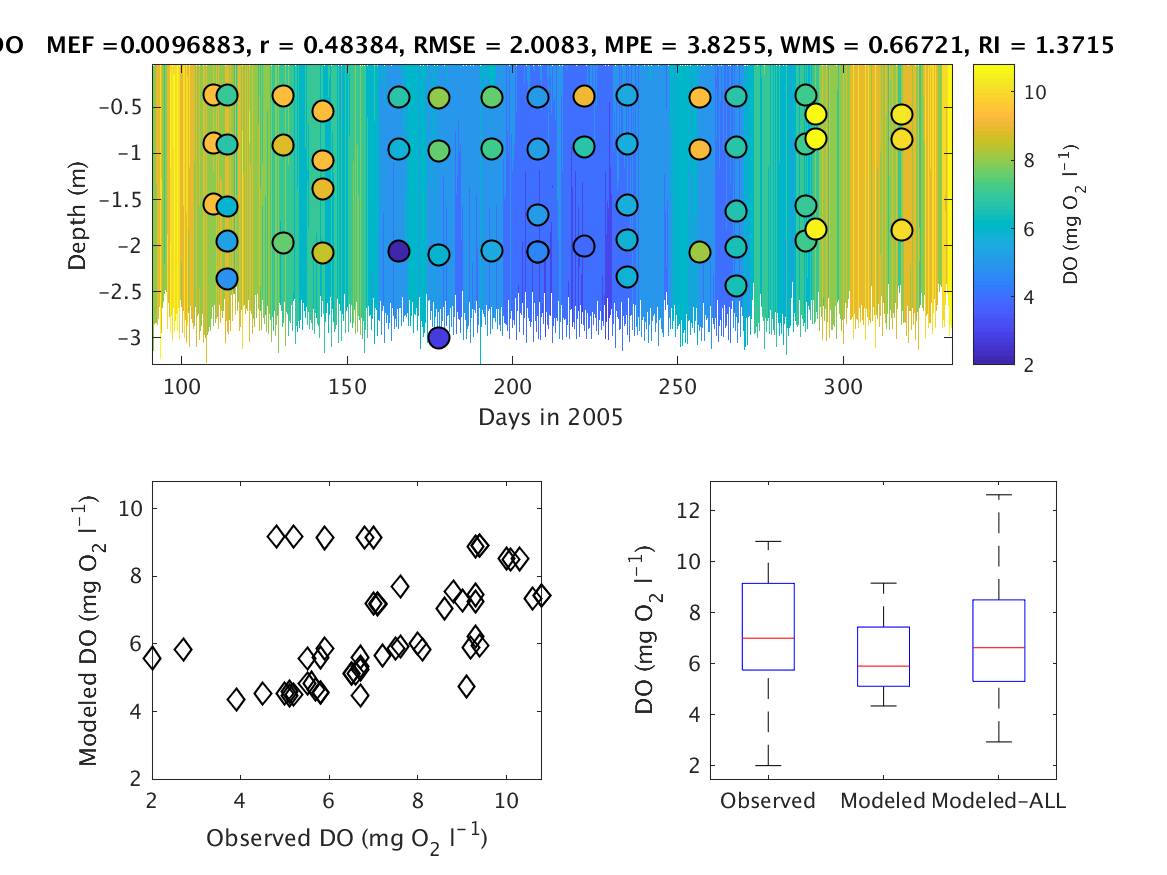 DO MEF =0.0096883, r = 0.48384, RMSE = 2.0083, MPE = 3.8255, WMS = 0.66721, RI = 1.3715
−0.5
−1
−1.5
−2
−2.5
−3
Depth (m)
100 150 200 250 300
Days in 2005
10
8
6
4
2
DO (mg O2 l−1)
10
8
6
4
2
Modeled DO (mg O2 l−1)
2 4 6 8 10
Observed DO (mg O2 l−1)
12
10
8
6
4
2
DO (mg O2 l−1)
Observed Modeled Modeled−ALL